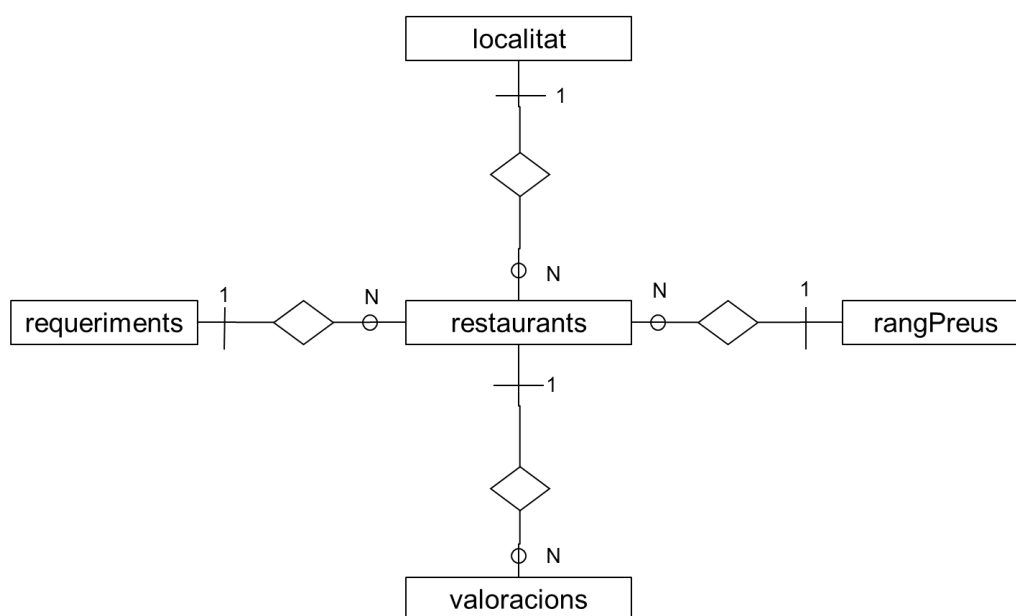 localitat
1
N
requeriments
1
N
restaurants
N
1
rangPreus
1
N
valoracions